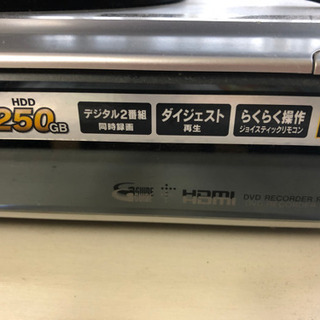 HDD
250GB
デジタル2番組
同時録画
ダイジェスト
再生
らくらく操作
ジョイスティックリモコン
HDMI
DVD RECORDER